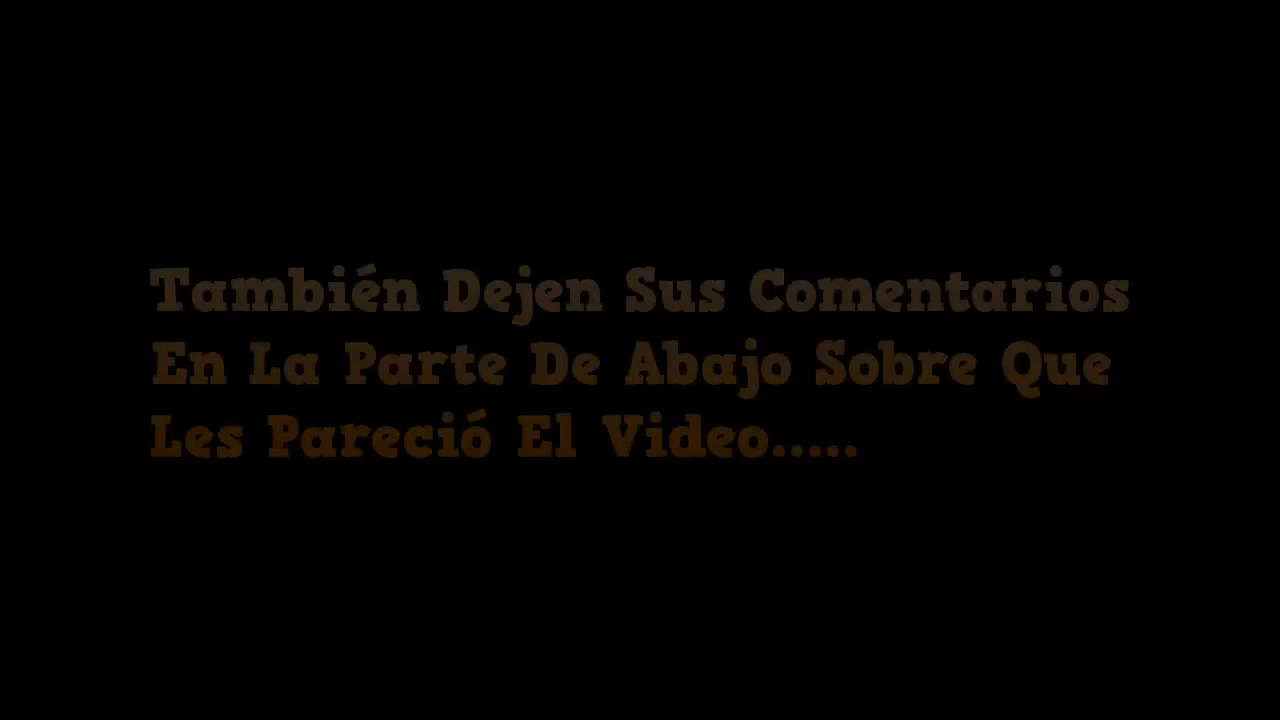 También Dejen Sus Comentarios
En La Parte De Abajo Sobre Que
Les Pareció El Video.....